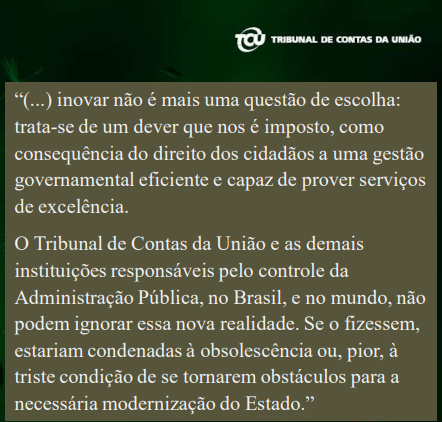 TCU TRIBUNAL DE CONTAS DA UNIÃO
“(...) inovar não é mais uma questão de escolha:
trata-se de um dever que nos é imposto, como
consequência do direito dos cidadãos a uma gestão
governamental eficiente e capaz de prover serviços
de excelência.
O Tribunal de Contas da União e as demais
instituições responsáveis pelo controle da
Administração Pública, no Brasil, e no mundo, não
podem ignorar essa nova realidade. Se o fizessem,
estariam condenadas à obsolescência ou, pior, à
triste condição de se tornarem obstáculos para a
necessária modernização do Estado.”